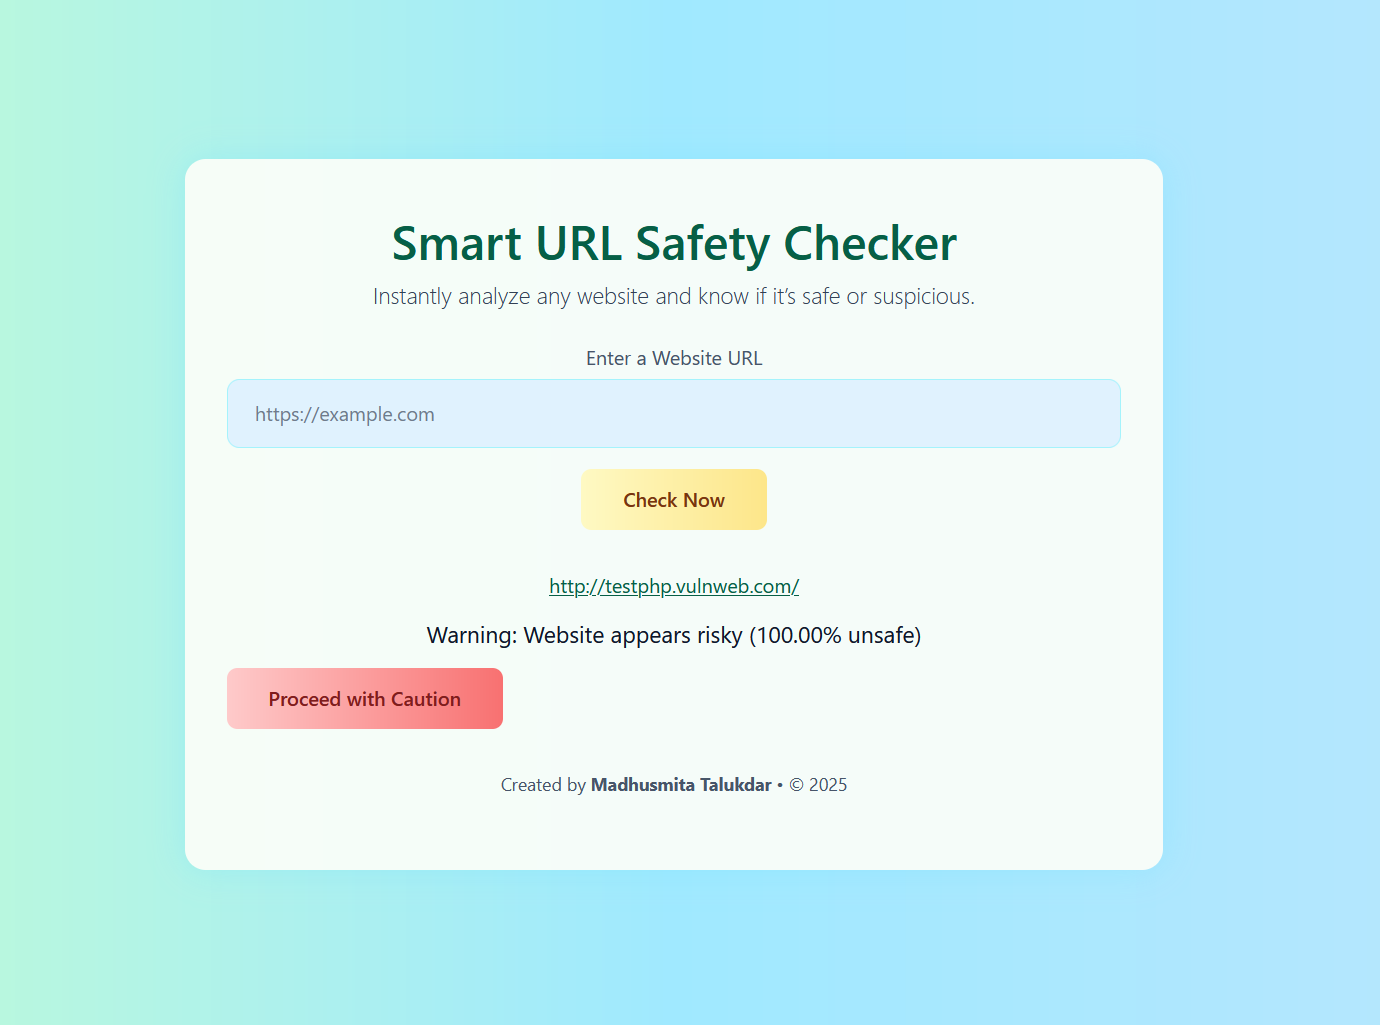 Smart URL Safety Checker
Instantly analyze any website and know if it’s safe or suspicious.
Enter a Website URL
https://example.com
Check Now
http://testphp.vulnweb.com/
Warning: Website appears risky (100.00% unsafe)
Proceed with Caution
Created by Madhusmita Talukdar • © 2025